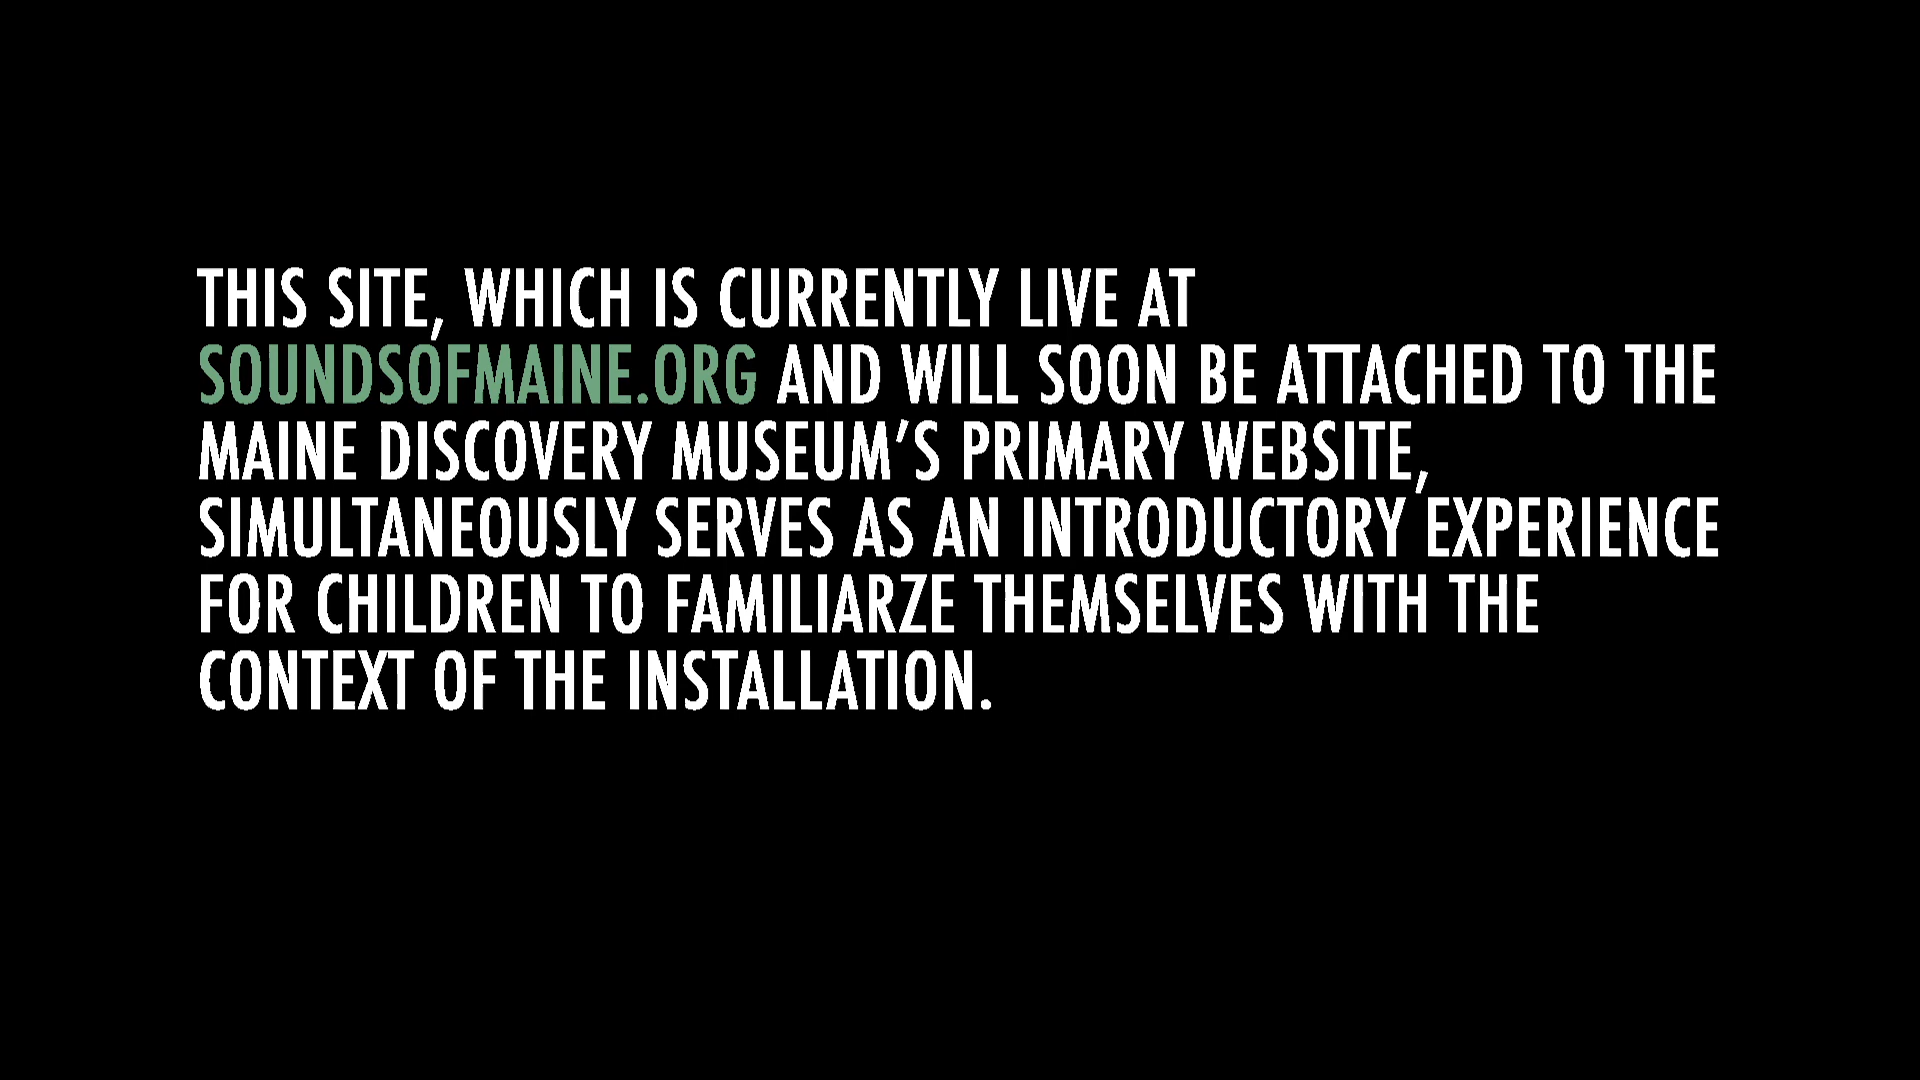 THIS SITE, WHICH IS CURRENTLY LIVE AT
SOUNDSOFMAINE.ORG AND WILL SOON BE ATTACHED TO THE
MAINE DISCOVERY MUSEUM’S PRIMARY WEBSITE,
SIMULTANEOUSLY SERVES AS AN INTRODUCTORY EXPERIENCE
FOR CHILDREN TO FAMILIARZE THEMSELVES WITH THE
CONTEXT OF THE INSTALLATION.